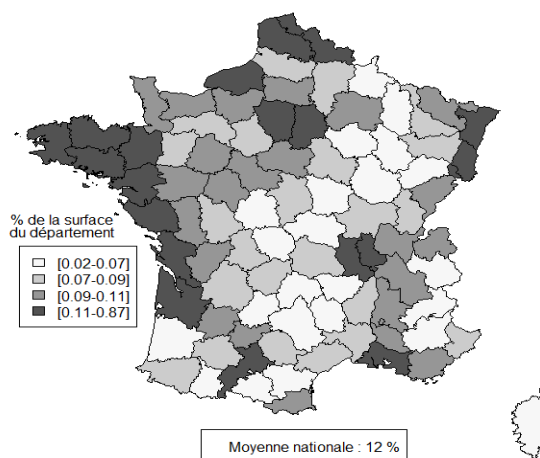 % de la surface
du département
[0.02-0.07]
[0.07-0.09]
[0.09-0.11]
[0.11-0.87]
Moyenne nationale : 12 %